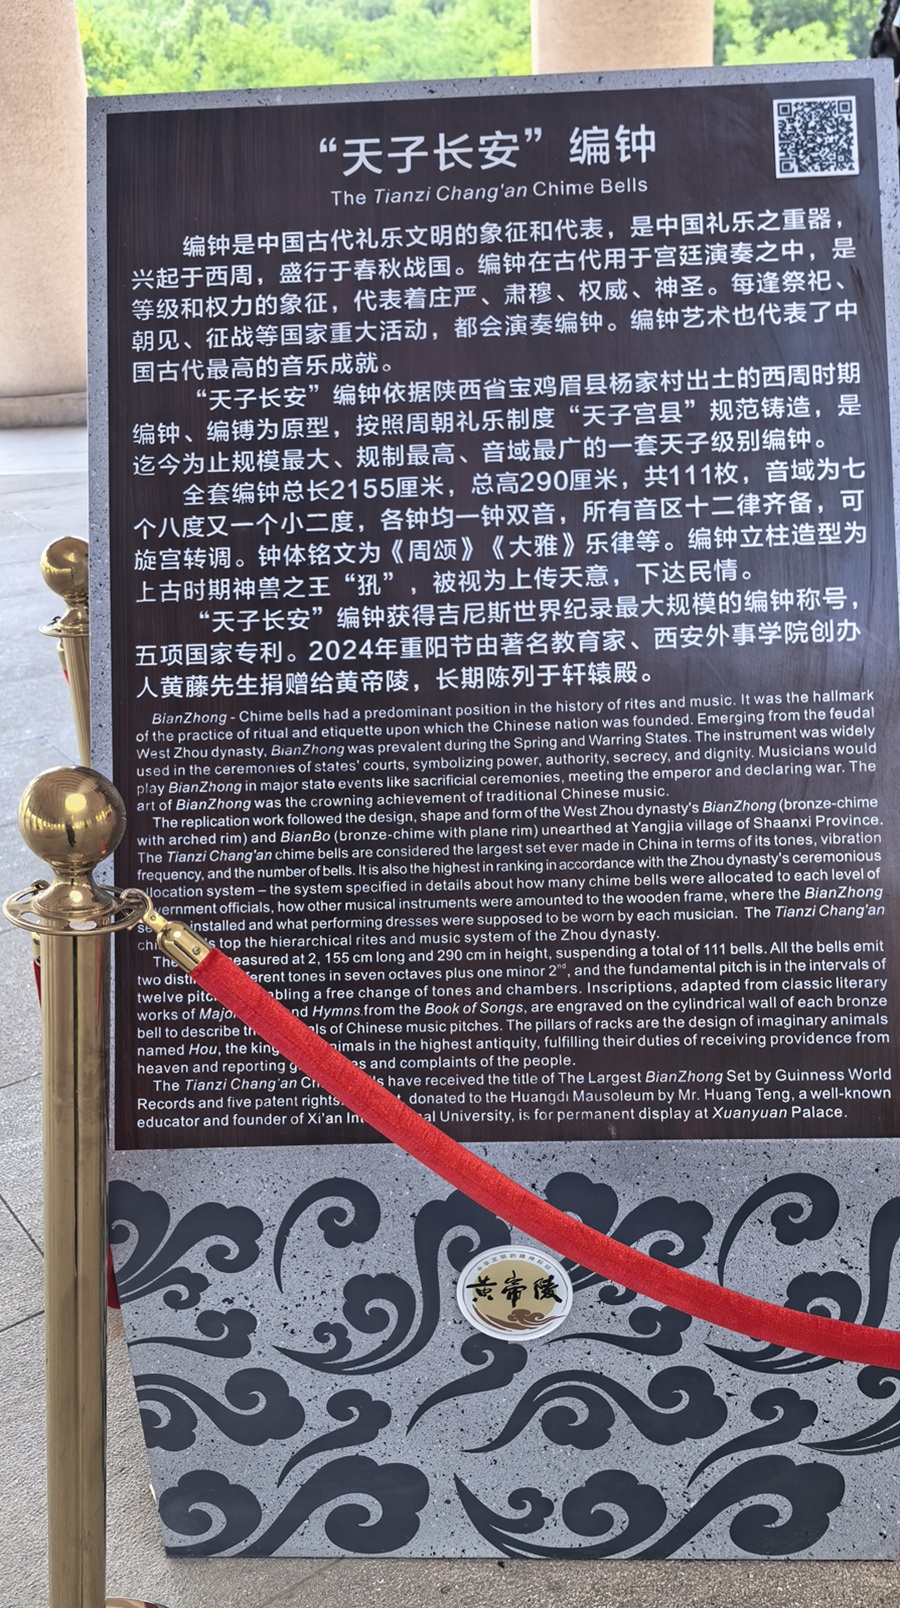 “天子长安”编钟
The Tianzi Chang'an Chime Bells
编钟是中国古代礼乐文明的象征和代表，是中国礼乐之重器，
兴起于西周，盛行于春秋战国。编钟在古代用于宫廷演奏之中，是
等级和权力的象征，代表着庄严、肃穆、权威、神圣。每逢祭祀、
朝见、征战等国家重大活动，都会演奏编钟。编钟艺术也代表了中
国古代最高的音乐成就。
“天子长安”编钟依据陕西省宝鸡眉县杨家村出土的西周时期
编钟、编镈为原型，按照周朝礼乐制度“天子宫县”规范铸造，是
迄今为止规模最大、规制最高、音域最广的一套天子级别编钟。
全套编钟总长2155厘米，总高290厘米，共111枚，音域为七
个八度又一个小二度，各钟均一钟双音，所有音区十二律齐备，可
旋宫转调。钟体铭文为《周颂》《大雅》乐律等。编钟立柱造型为
上古时期神兽之王“犼”，被视为上传天意，下达民情。
“天子长安”编钟获得吉尼斯世界纪录最大规模的编钟称号，
五项国家专利。2024年重阳节由著名教育家、西安外事学院创办
人黄藤先生捐赠给黄帝陵，长期陈列于轩辕殿。
BianZhong - Chime bells had a predominant position in the history of rites and music. It was the hallmark
of the practice of ritual and etiquette upon which the Chinese nation was founded. Emerging from the feudal
West Zhou dynasty, BianZhong was prevalent during the Spring and Warring States. The instrument was widely
used in the ceremonies of states' courts, symbolizing power, authority, secrecy, and dignity. Musicians would
play BianZhong in major state events like sacrificial ceremonies, meeting the emperor and declaring war. The
art of BianZhong was the crowning achievement of traditional Chinese music.
The replication work followed the design, shape and form of the West Zhou dynasty's BianZhong (bronze-chime
with arched rim) and BianBo (bronze-chime with plane rim) unearthed at Yangjia village of Shaanxi Province.
The Tianzi Chang'an chime bells are considered the largest set ever made in China in terms of its tones, vibration
frequency, and the number of bells. It is also the highest in ranking in accordance with the Zhou dynasty's ceremonious
llocation system – the system specified in details about how many chime bells were allocated to each level of
ernment officials, how other musical instruments were amounted to the wooden frame, where the BianZhong
installed and what performing dresses were supposed to be worn by each musician. The Tianzi Chang'an
top the hierarchical rites and music system of the Zhou dynasty.
The easured at 2, 155 cm long and 290 cm in height, suspending a total of 111 bells. All the bells emit
two distin erent tones in seven octaves plus one minor 2nd, and the fundamental pitch is in the intervals of
twelve pitc bling a free change of tones and chambers. Inscriptions, adapted from classic literary
works of Major nd Hymns from the Book of Songs, are engraved on the cylindrical wall of each bronze
bell to describe th ls of Chinese music pitches. The pillars of racks are the design of imaginary animals
named Hou, the king nimals in the highest antiquity, fulfilling their duties of receiving providence from
heaven and reporting g es and complaints of the people.
The Tianzi Chang'an Ch s have received the title of The Largest BianZhong Set by Guinness World
Records and five patent rights t, donated to the Huangdi Mausoleum by Mr. Huang Teng, a well-known
educator and founder of Xi'an Int nal University, is for permanent display at Xuanyuan Palace.
黄帝陵